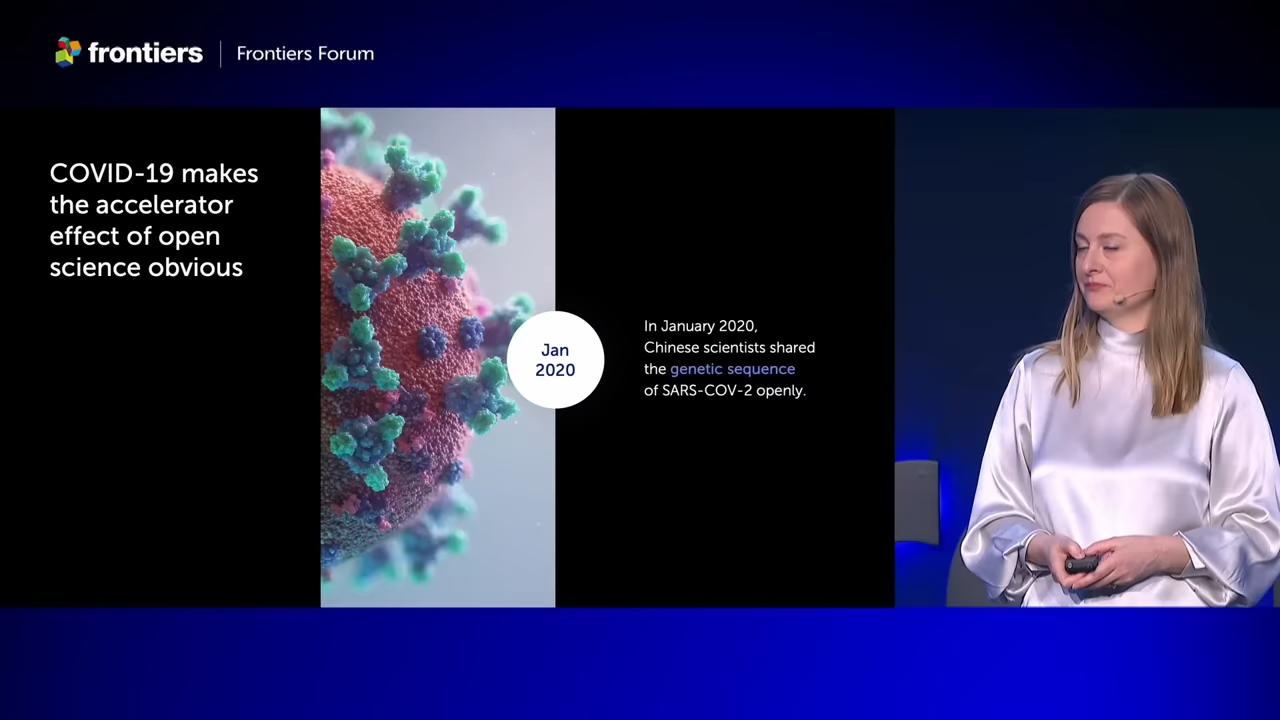 frontiers | Frontiers Forum
COVID-19 makes
the accelerator
effect of open
science obvious
Jan
2020
In January 2020,
Chinese scientists shared
the genetic sequence
of SARS-COV-2 openly.